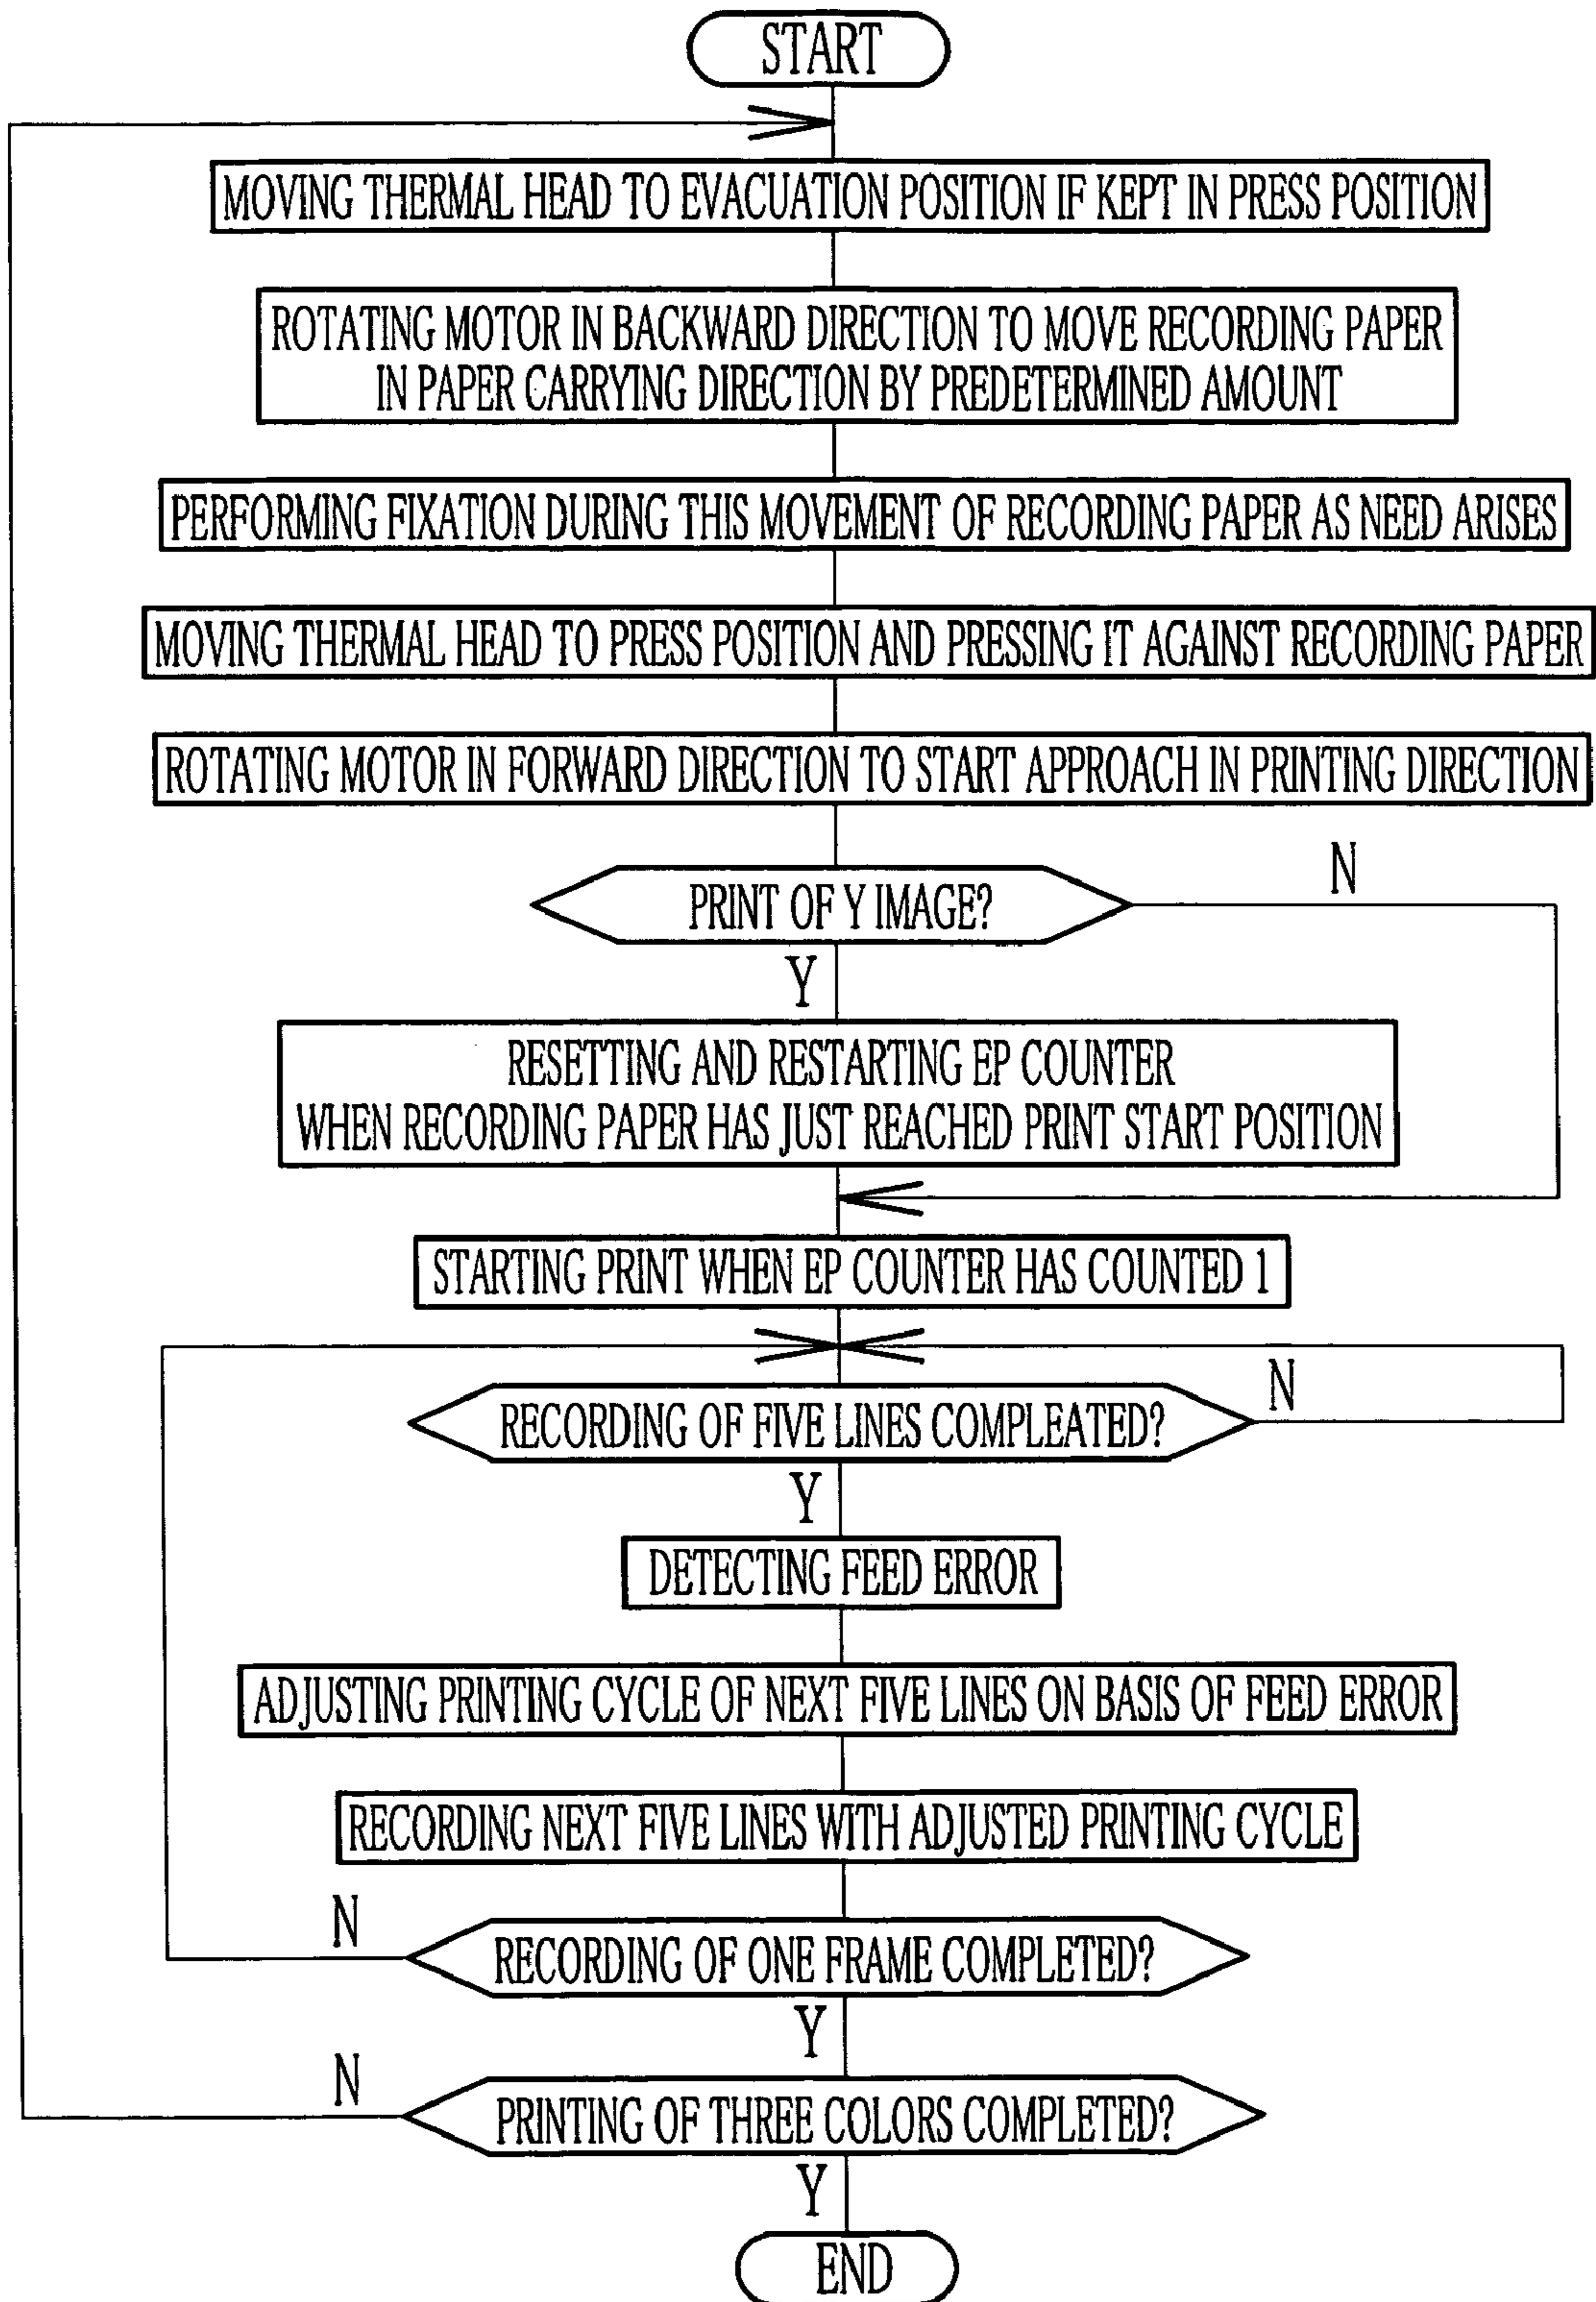 START
MOVING THERMAL HEAD TO EVACUATION POSITION IF KEPT IN PRESS POSITION
ROTATING MOTOR IN BACKWARD DIRECTION TO MOVE RECORDING PAPER
IN PAPER CARRYING DIRECTION BY PREDETERMINED AMOUNT
PERFORMING FIXATION DURING THIS MOVEMENT OF RECORDING PAPER AS NEED ARISES
MOVING THERMAL HEAD TO PRESS POSITION AND PRESSING IT AGAINST RECORDING PAPER
ROTATING MOTOR IN FORWARD DIRECTION TO START APPROACH IN PRINTING DIRECTION
N
PRINT OF Y IMAGE?
Y
RESETTING AND RESTARTING EP COUNTER
WHEN RECORDING PAPER HAS JUST REACHED PRINT START POSITION
STARTING PRINT WHEN EP COUNTER HAS COUNTED 1
N
RECORDING OF FIVE LINES COMPLEATED?
Y
DETECTING FEED ERROR
ADJUSTING PRINTING CYCLE OF NEXT FIVE LINES ON BASIS OF FEED ERROR
RECORDING NEXT FIVE LINES WITH ADJUSTED PRINTING CYCLE
N
RECORDING OF ONE FRAME COMPLETED?
Y
N
PRINTING OF THREE COLORS COMPLETED?
Y
END